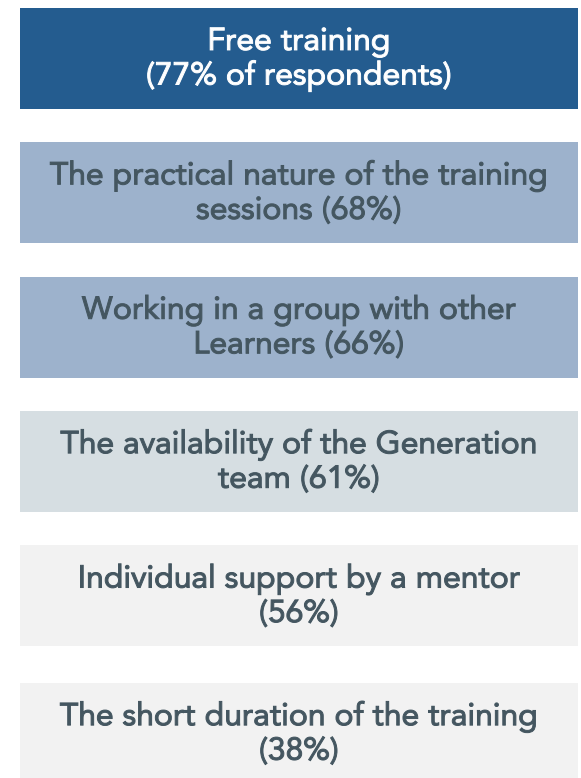 Free training
(77% of respondents)
The practical nature of the training
sessions (68%)
Working in a group with other
Learners (66%)
The availability of the Generation
team (61%)
Individual support by a mentor
(56%)
The short duration of the training
(38%)